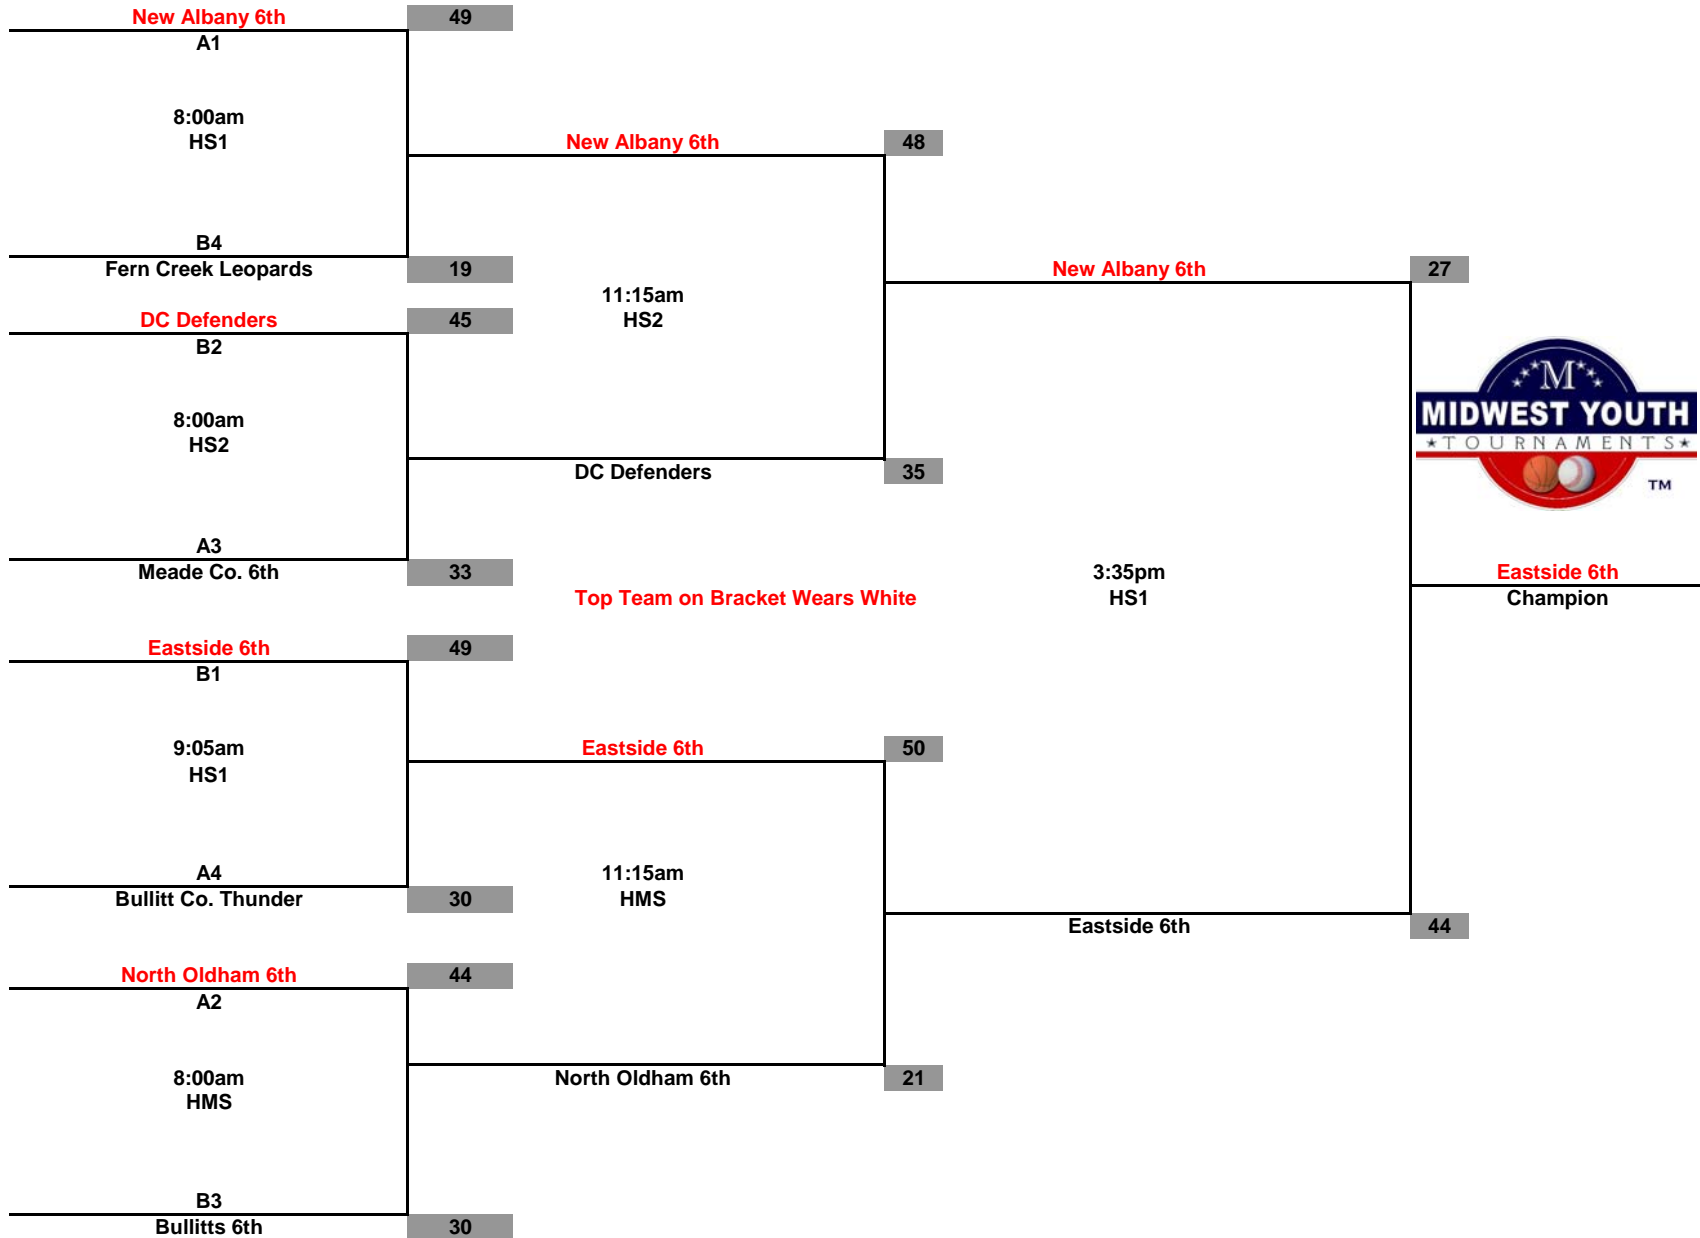 New Albany 6th 49
A1
8:00am
HS1
New Albany 6th 48
B4
Fern Creek Leopards 19
New Albany 6th 27
11:15am
DC Defenders 45
HS2
B2
M
8:00am
MIDWEST YOUTH
HS2
TOURNAMENTS
DC Defenders 35
TM
A3
Meade Co. 6th 33
3:35pm
Eastside 6th
Top Team on Bracket Wears White
HS1
Champion
Eastside 6th 49
B1
9:05am
Eastside 6th 50
HS1
A4
11:15am
Bullitt Co. Thunder 30
HMS
Eastside 6th 44
North Oldham 6th 44
A2
8:00am
North Oldham 6th 21
HMS
B3
Bullitts 6th 30